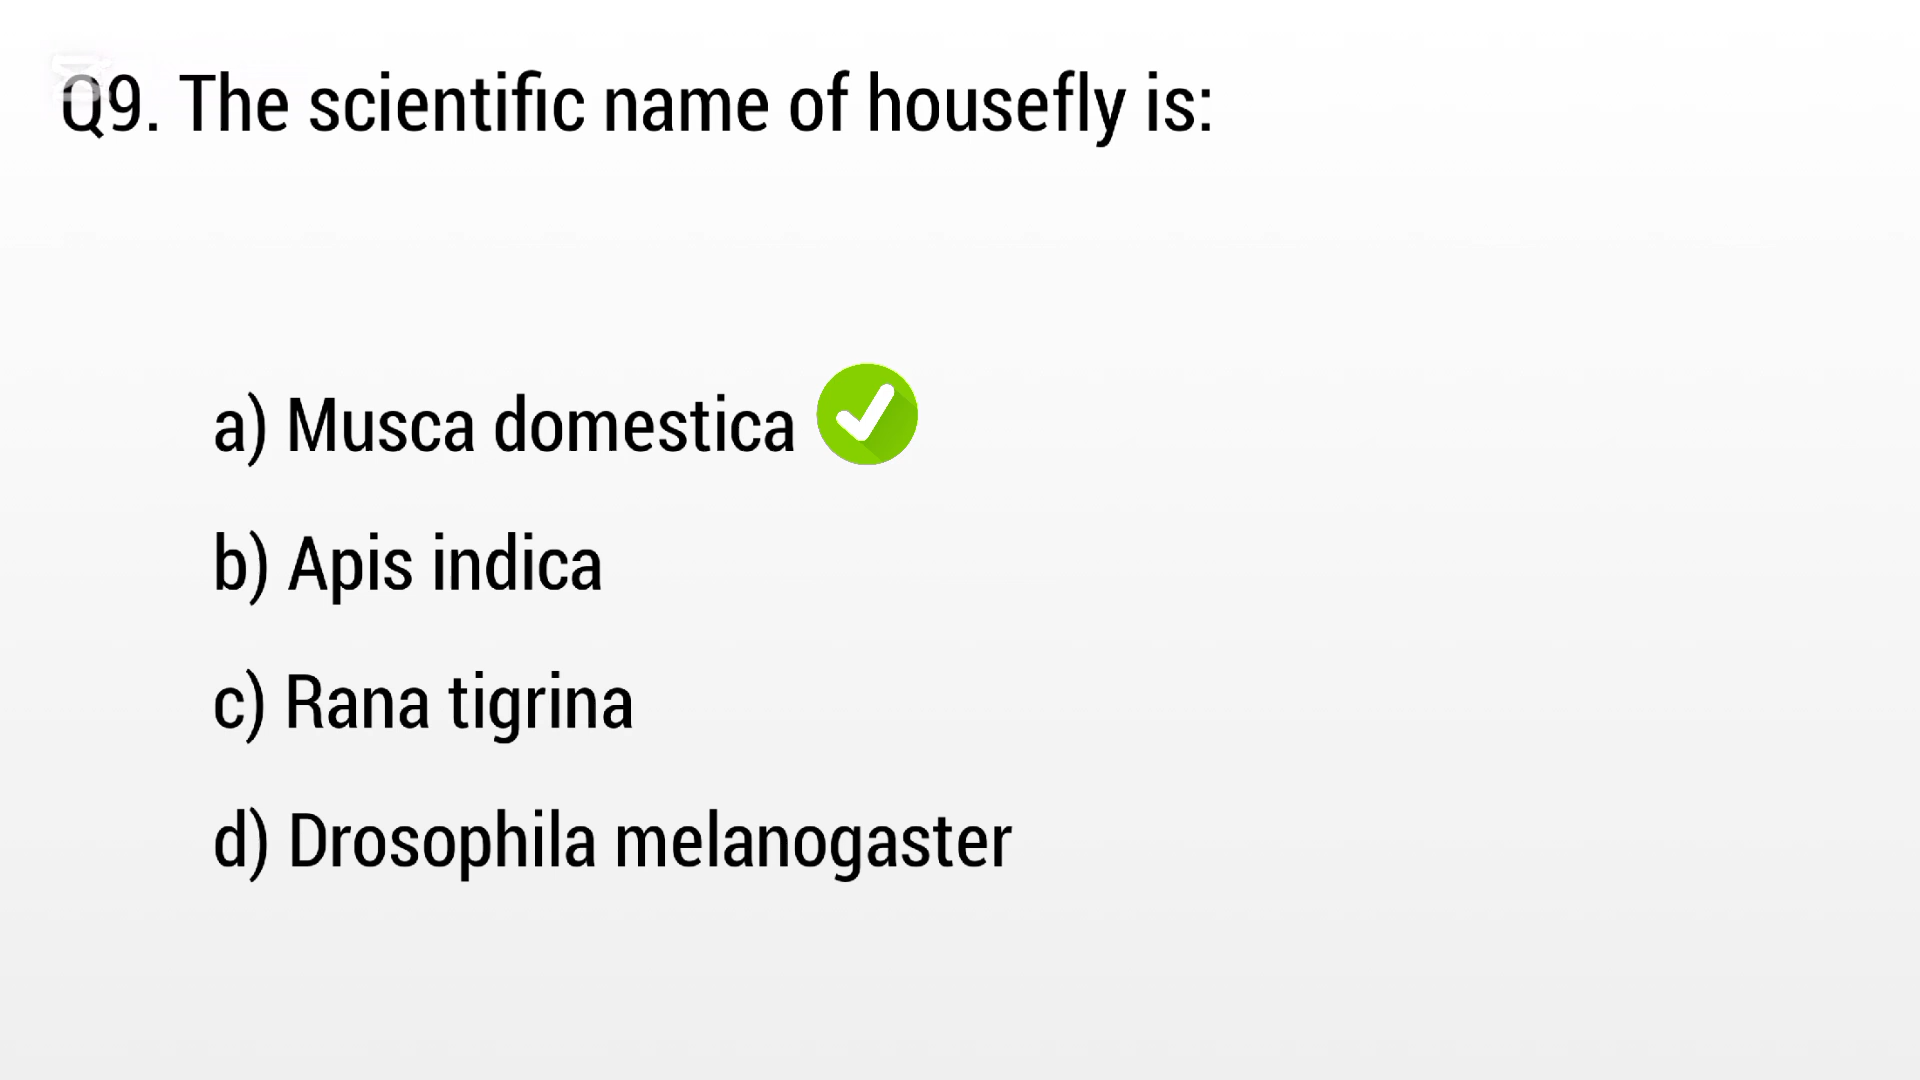 Q9. The scientific name of housefly is:
a) Musca domestica
b) Apis indica
c) Rana tigrina
d) Drosophila melanogaster